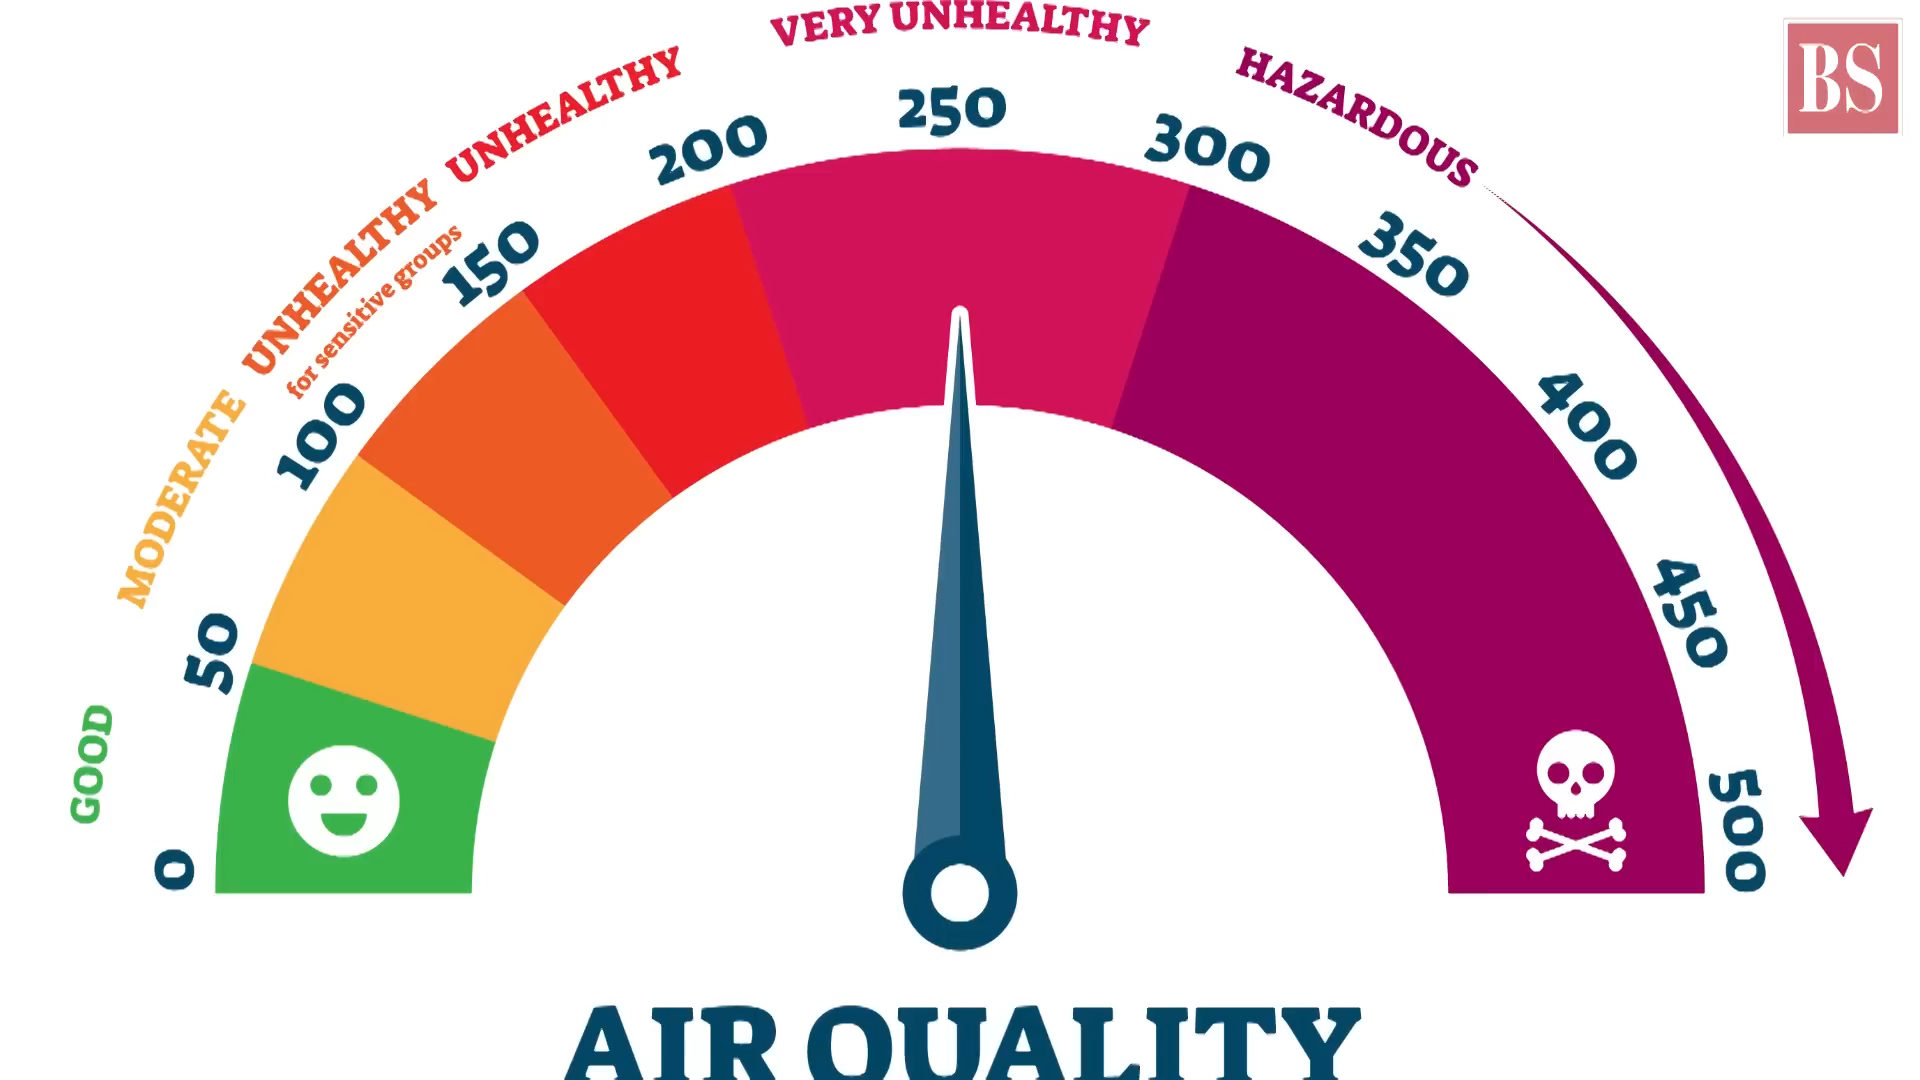 GOOD
MODERATE
UNHEALTHY
for sensitive groups
UNHEALTHY
VERY UNHEALTHY
HAZARDOUS
0
50
100
150
200
250
300
350
400
450
500
BS
AIR QUALITY